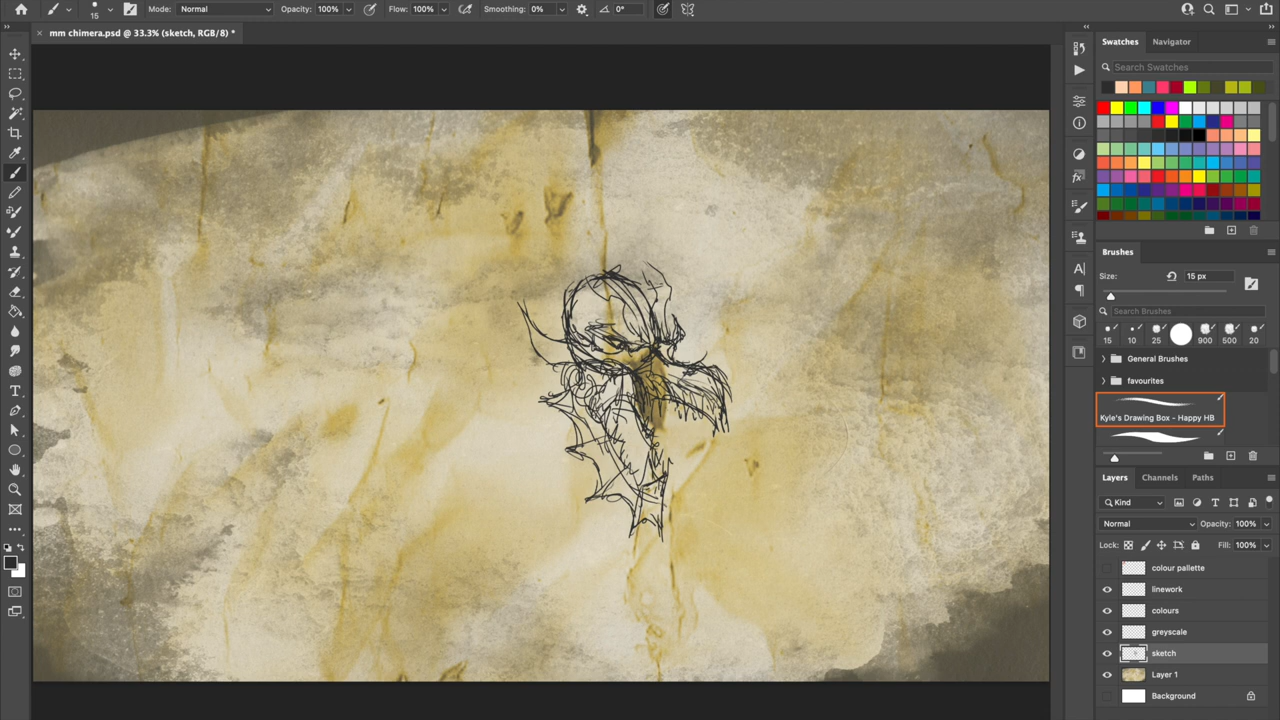 15 Mode: Normal Opacity: 100% Flow: 100% Smoothing: 0% 0°
× mm chimera.psd @ 33.3% (sketch, RGB/8) *
Swatches Navigator
Search Swatches
Brushes
Size: 15 px
Search Brushes
15 10 25 900 500 20
General Brushes
favourites
Kyle's Drawing Box - Happy HB
Layers Channels Paths
Kind
Normal Opacity: 100%
Lock: Fill: 100%
colour pallette
linework
colours
greyscale
sketch
Layer 1
Background